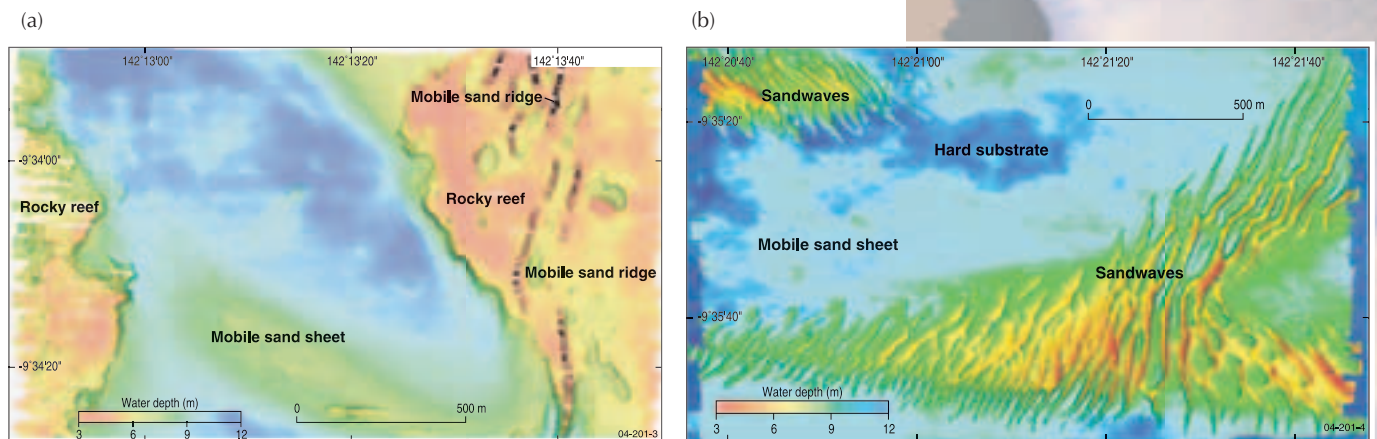 (a)
142˚13'00"
142˚13'20"
142˚13'40"
Mobile sand ridge
-9˚34'00"
Rocky reef
Rocky reef
Mobile sand ridge
Mobile sand sheet
-9˚34'20"
Water depth (m)
3 6 9 12
0 500 m
04-201-3
(b)
142˚20'40"
142˚21'00"
142˚21'20"
142˚21'40"
Sandwaves
0 500 m
-9˚35'20"
Hard substrate
Mobile sand sheet
Sandwaves
-9˚35'40"
Water depth (m)
3 6 9 12
04-201-4